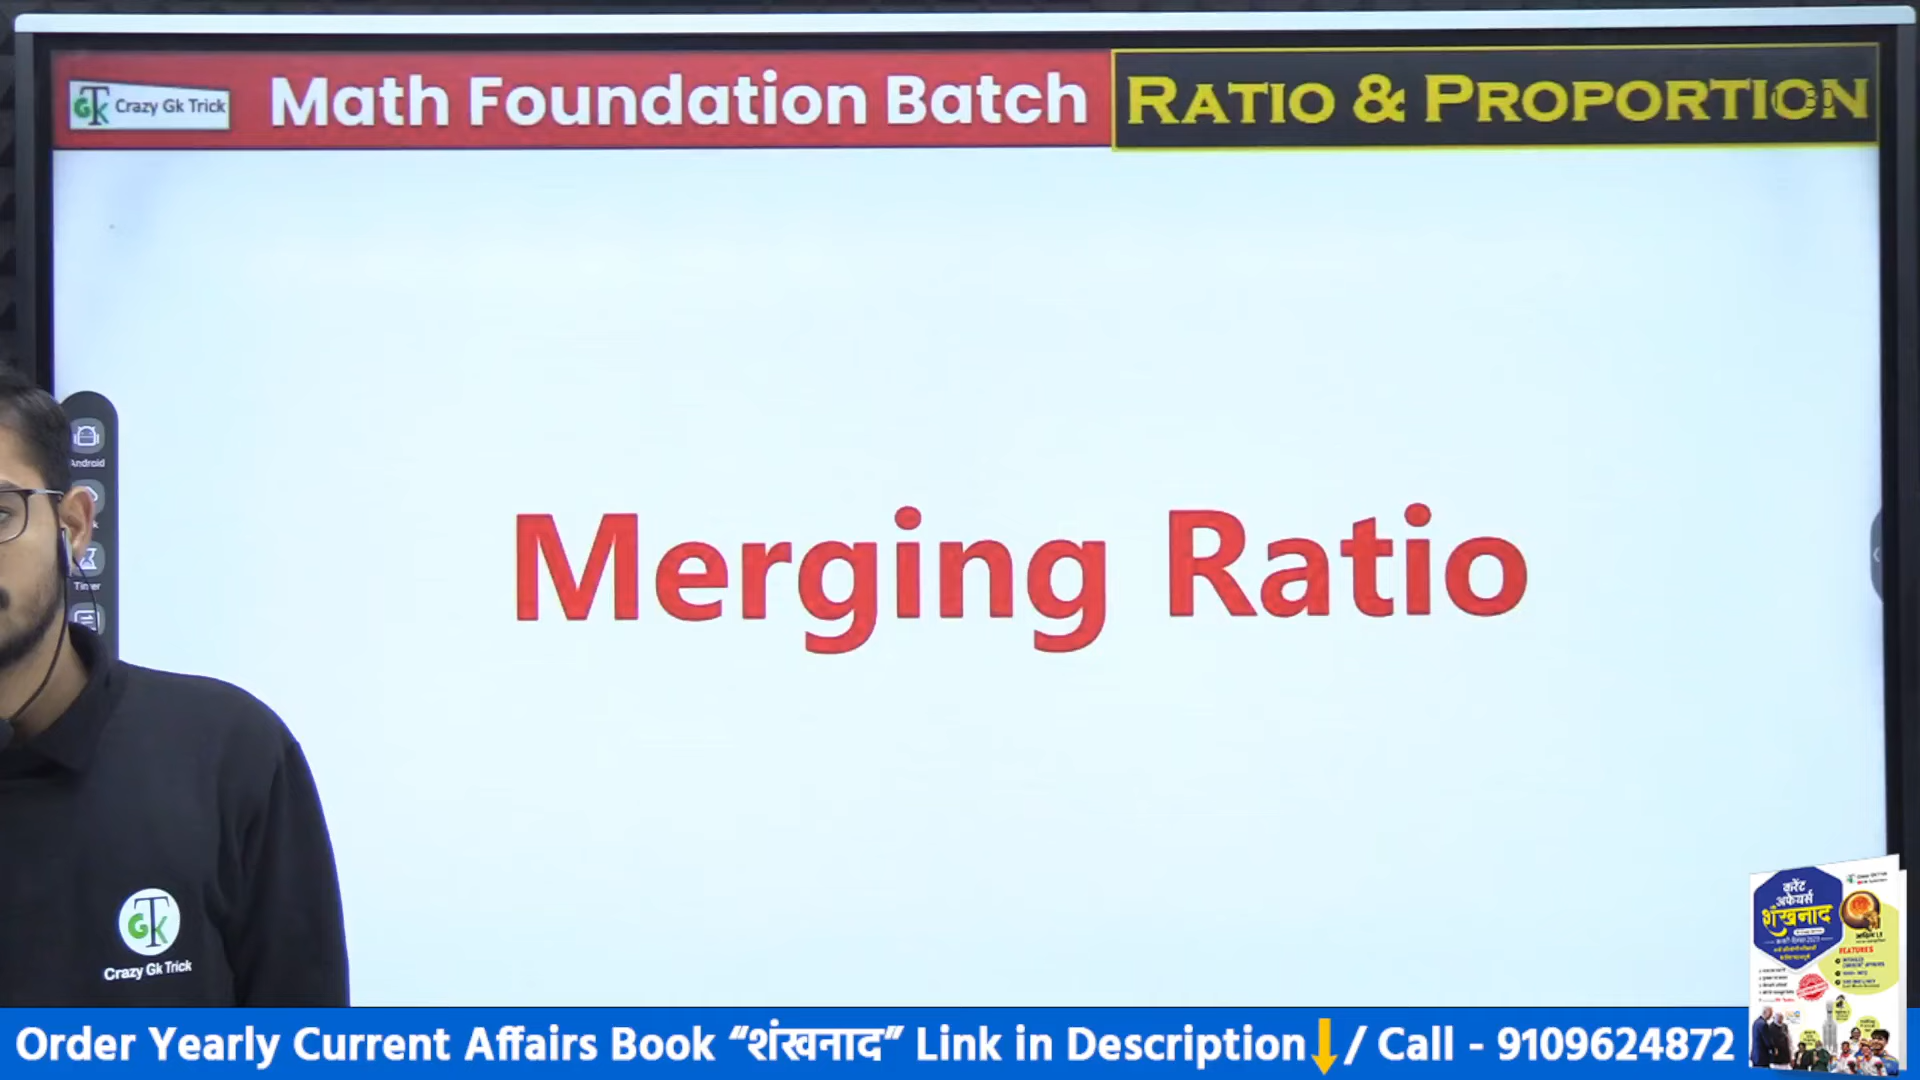 Crazy Gk Trick
Math Foundation Batch
RATIO & PROPORTION
Android
Timer
Merging Ratio
GTK
Crazy Gk Trick
करेंट
अफेयर्स
शंखनाद
FEATURES
Order Yearly Current Affairs Book “शंखनाद” Link in Description / Call - 9109624872